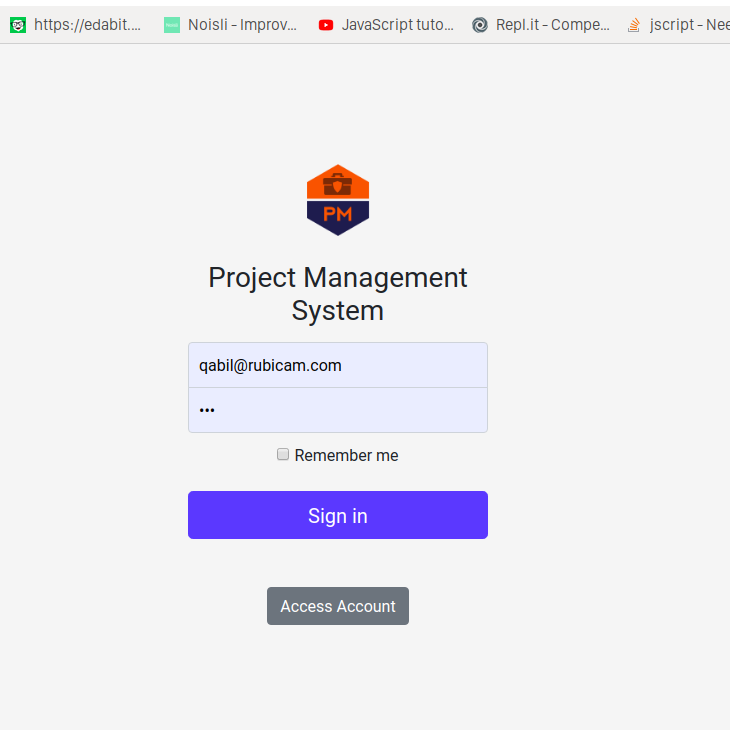 https://edabit.... Noisli - Improv... JavaScript tuto... Repl.it - Compe... jscript - Nee
PM
Project Management
System
qabil@rubicam.com
•••
Remember me
Sign in
Access Account